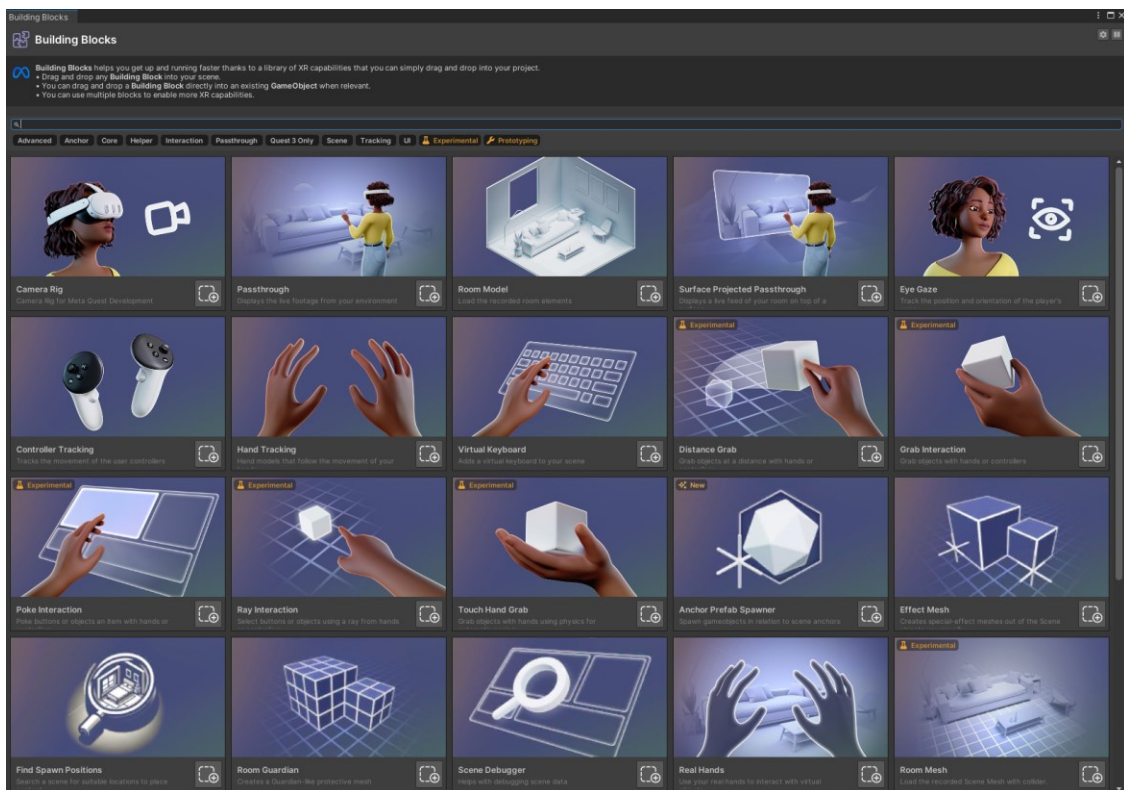 Building Blocks
Building Blocks
Building Blocks helps you get up and running faster thanks to a library of XR capabilities that you can simply drag and drop into your project.
• Drag and drop any Building Block into your scene.
• You can drag and drop a Building Block directly into an existing GameObject when relevant.
• You can use multiple blocks to enable more XR capabilities.
Advanced Anchor Core Helper Interaction Passthrough Quest 3 Only Scene Tracking UI Experimental Prototyping
Camera Rig
Camera Rig for Meta Quest Development
Passthrough
Displays the live footage from your environment
Room Model
Load the recorded room elements
Surface Projected Passthrough
Displays a live feed of your room on top of a
Eye Gaze
Track the position and orientation of the player's
Controller Tracking
Tracks the movement of the user controllers
Hand Tracking
Hand models that follow the movement of your
Virtual Keyboard
Adds a virtual keyboard to your scene
Experimental
Distance Grab
Grab objects at a distance with hands or
Experimental
Grab Interaction
Grab objects with hands or controllers
Experimental
Poke Interaction
Poke buttons or objects an item with hands or
Experimental
Ray Interaction
Select buttons or objects using a ray from hands
Experimental
Touch Hand Grab
Grab objects with hands using physics for
New
Anchor Prefab Spawner
Spawn gameobjects in relation to scene anchors
Effect Mesh
Creates special-effect meshes out of the Scene
Find Spawn Positions
Search a scene for suitable locations to place
Room Guardian
Creates a Guardian-like protective mesh
Scene Debugger
Helps with debugging scene data
Real Hands
Use your real hands to interact with virtual
Experimental
Room Mesh
Load the recorded Scene Mesh with collider,